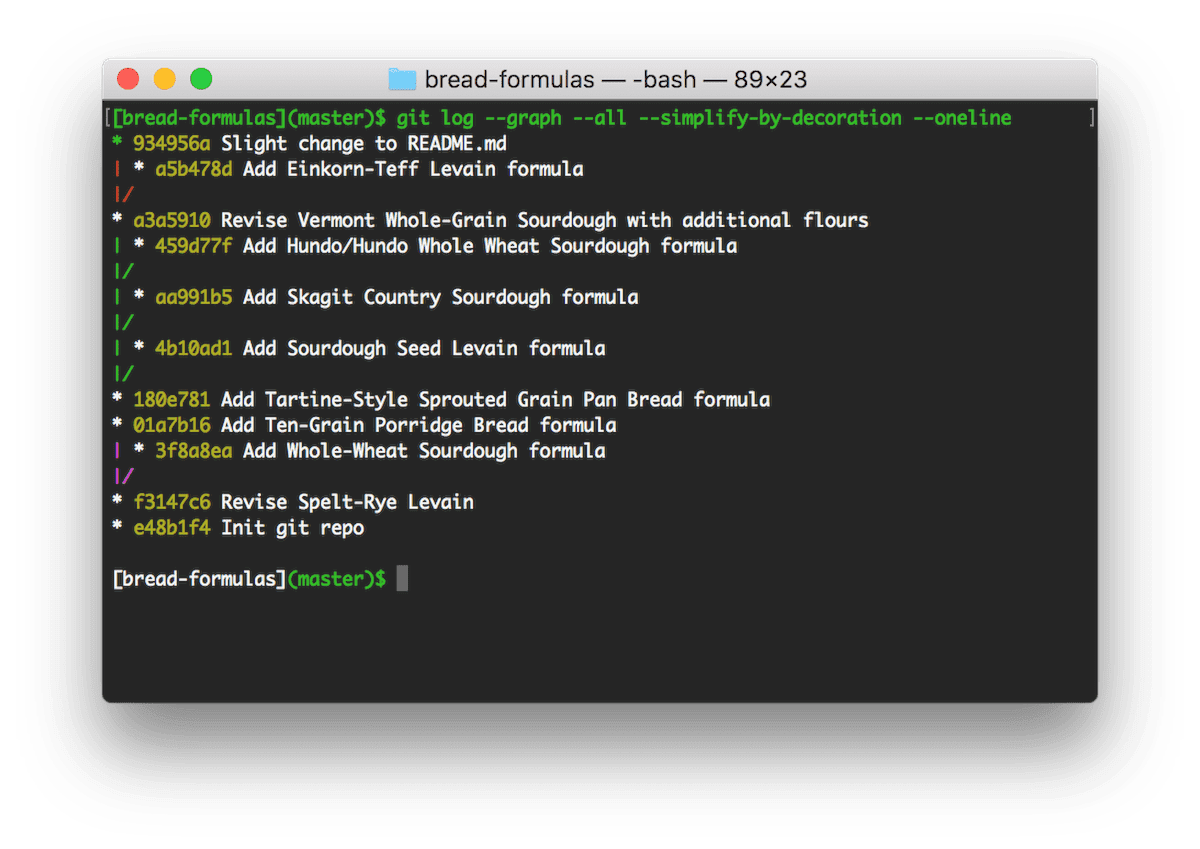 bread-formulas — -bash — 89×23
[[bread-formulas](master)$ git log --graph --all --simplify-by-decoration --oneline ]
* 934956a Slight change to README.md
| * a5b478d Add Einkorn-Teff Levain formula
|/
* a3a5910 Revise Vermont Whole-Grain Sourdough with additional flours
| * 459d77f Add Hundo/Hundo Whole Wheat Sourdough formula
|/
| * aa991b5 Add Skagit Country Sourdough formula
|/
| * 4b10ad1 Add Sourdough Seed Levain formula
|/
* 180e781 Add Tartine-Style Sprouted Grain Pan Bread formula
* 01a7b16 Add Ten-Grain Porridge Bread formula
| * 3f8a8ea Add Whole-Wheat Sourdough formula
|/
* f3147c6 Revise Spelt-Rye Levain
* e48b1f4 Init git repo
[bread-formulas](master)$